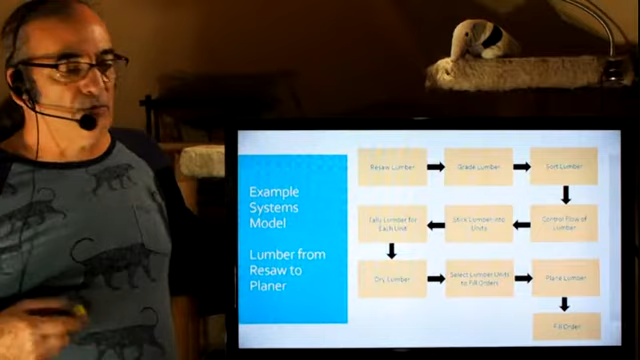 Example
Systems
Model
Lumber from
Resaw to
Planer
Resaw Lumber
Grade Lumber
Sort Lumber
Tally Lumber for
Each Unit
Stick Lumber into
Units
Control Flow of
Lumber
Dry Lumber
Select Lumber Units
to Fill Orders
Plane Lumber
Fill Order